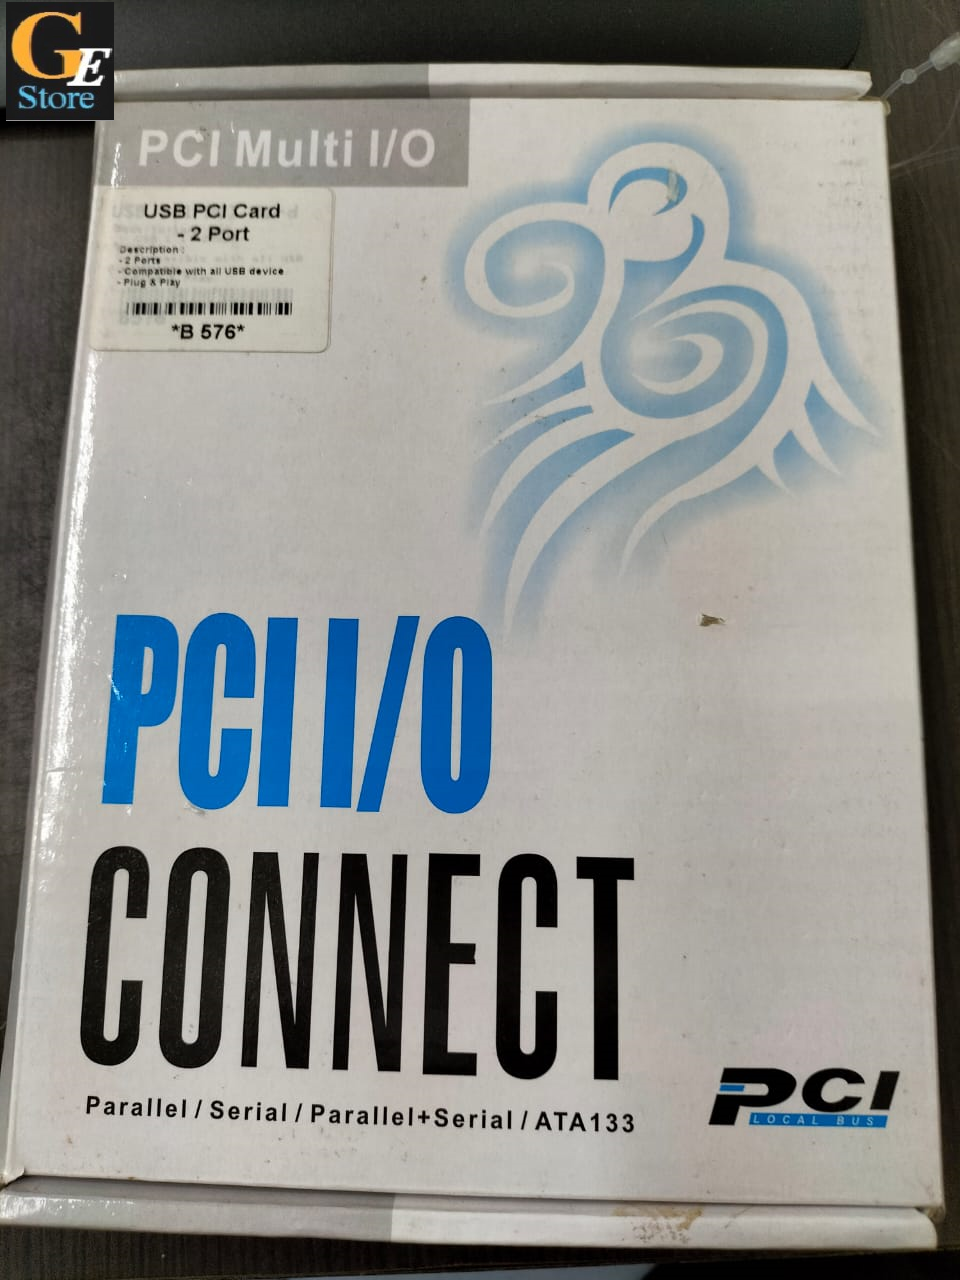 GE
Store
PCI Multi I/O
USB PCI Card
- 2 Port
Description :
- 2 Ports
- Compatible with all USB device
- Plug & Play
*B 576*
PCI I/O
CONNECT
Parallel / Serial / Parallel+Serial / ATA133
PCI
LOCAL BUS